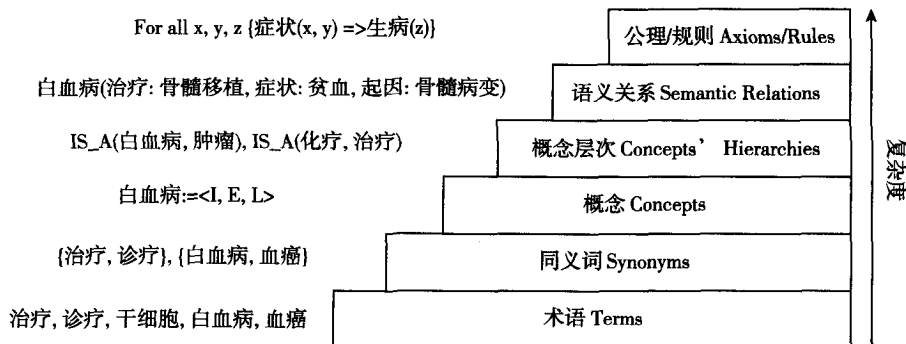 For all x, y, z {症状(x, y) =>生病(z)}
公理/规则 Axioms/Rules
白血病(治疗: 骨髓移植, 症状: 贫血, 起因: 骨髓病变)
语义关系 Semantic Relations
IS_A(白血病, 肿瘤), IS_A(化疗, 治疗)
概念层次 Concepts' Hierarchies
白血病:=<I, E, L>
概念 Concepts
{治疗, 诊疗}, {白血病, 血癌}
同义词 Synonyms
治疗, 诊疗, 干细胞, 白血病, 血癌
术语 Terms
复杂度